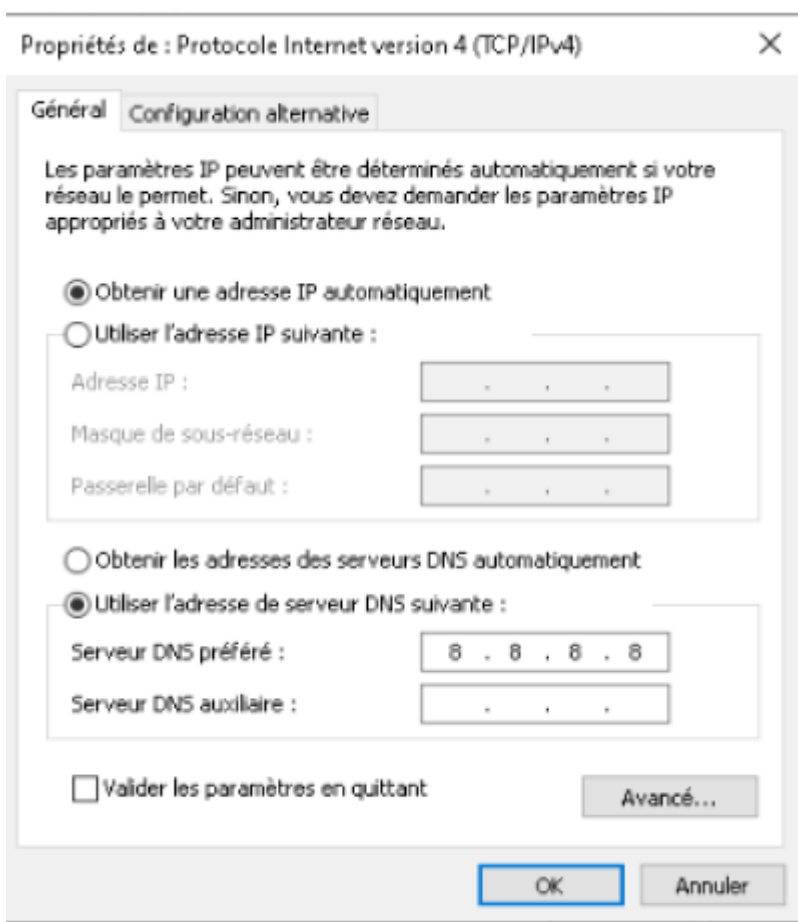 Propriétés de : Protocole Internet version 4 (TCP/IPv4)
Général Configuration alternative
Les paramètres IP peuvent être déterminés automatiquement si votre
réseau le permet. Sinon, vous devez demander les paramètres IP
appropriés à votre administrateur réseau.
Obtenir une adresse IP automatiquement
Utiliser l'adresse IP suivante :
Adresse IP : . . .
Masque de sous-réseau : . . .
Passerelle par défaut : . . .
Obtenir les adresses des serveurs DNS automatiquement
Utiliser l'adresse de serveur DNS suivante :
Serveur DNS préféré : 8 . 8 . 8 . 8
Serveur DNS auxiliaire : . . .
Valider les paramètres en quittant
Avancé...
OK Annuler